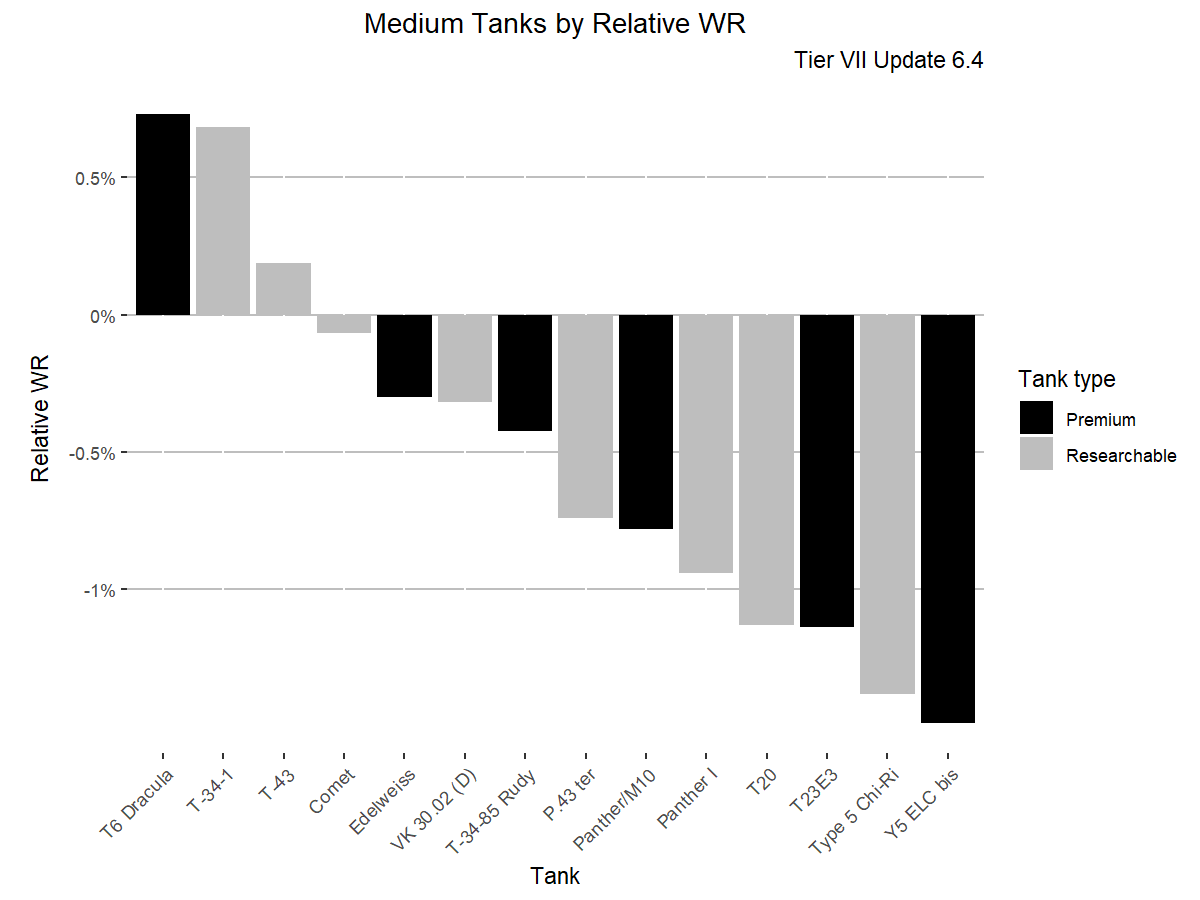 Medium Tanks by Relative WR
Tier VII Update 6.4
0.5%
0%
-0.5%
-1%
Relative WR
T6 Dracula
T-34-1
T-43
Comet
Edelweiss
VK 30.02 (D)
T-34-85 Rudy
P.43 ter
Panther/M10
Panther I
T20
T23E3
Type 5 Chi-Ri
Y5 ELC bis
Tank
Tank type
Premium
Researchable